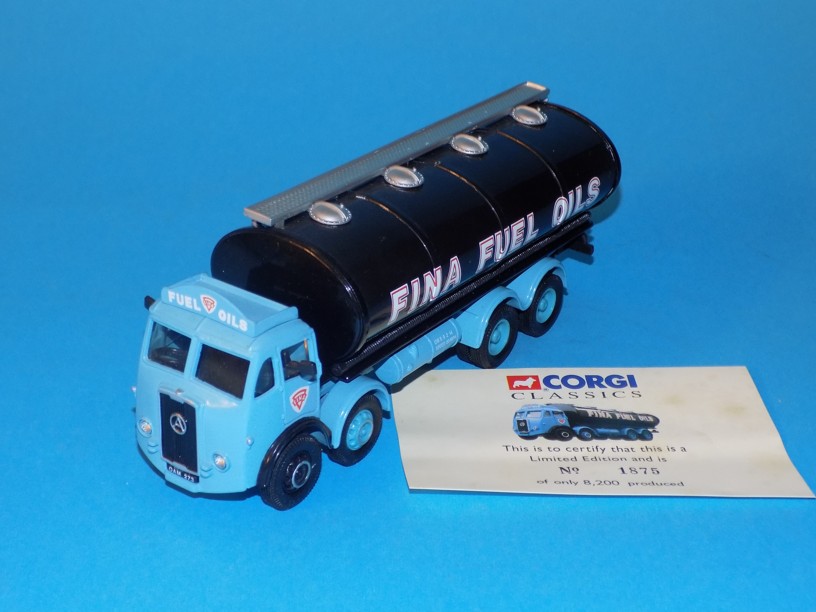 FUEL OILS
FINA FUEL OILS
CORGI
CLASSICS
FINA FUEL OILS
This is to certify that this is a
Limited Edition and is
Nº 1875
of only 8,200 produced